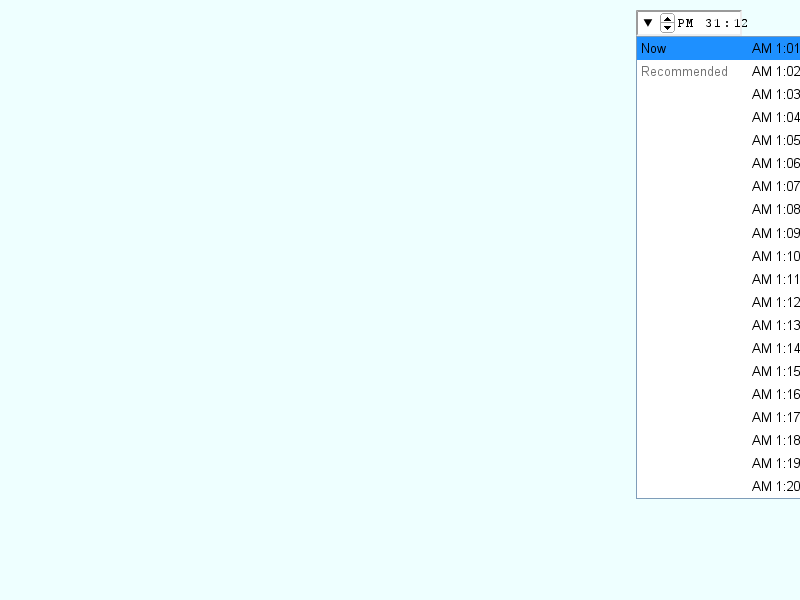 PM 31:12
Now AM 1:01
Recommended AM 1:02
AM 1:03
AM 1:04
AM 1:05
AM 1:06
AM 1:07
AM 1:08
AM 1:09
AM 1:10
AM 1:11
AM 1:12
AM 1:13
AM 1:14
AM 1:15
AM 1:16
AM 1:17
AM 1:18
AM 1:19
AM 1:20